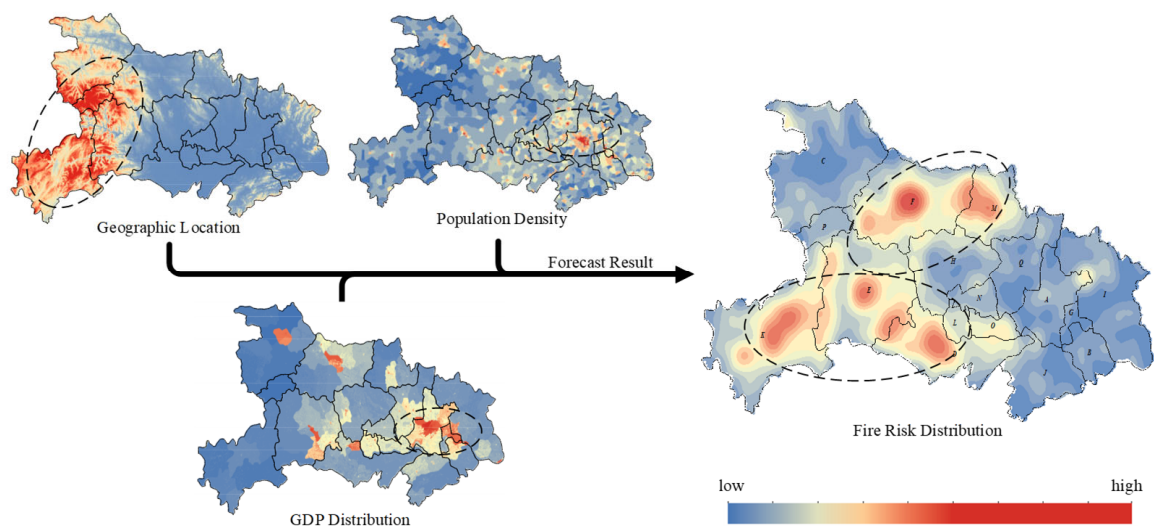 Geographic Location
Population Density
Forecast Result
GDP Distribution
C
P
F
M
H
Q
E
N
A
I
K
L
O
G
B
D
J
Fire Risk Distribution
low
high